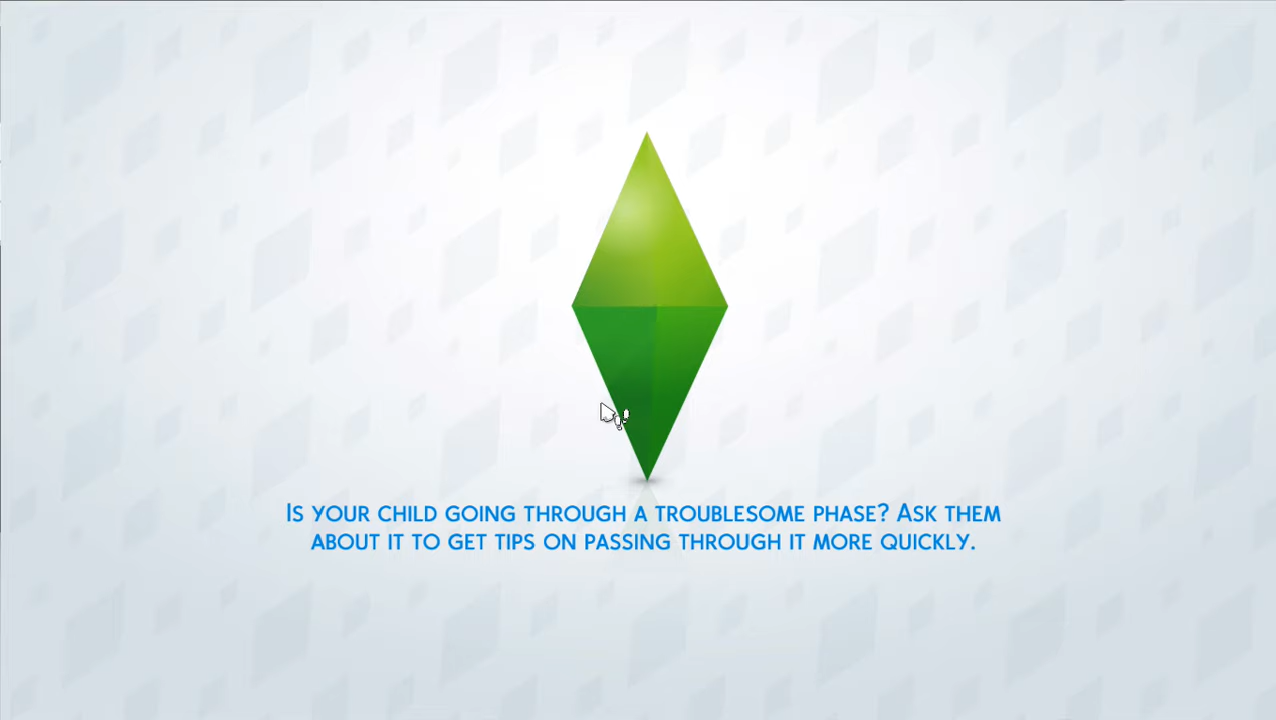 Is your child going through a troublesome phase? Ask them
about it to get tips on passing through it more quickly.